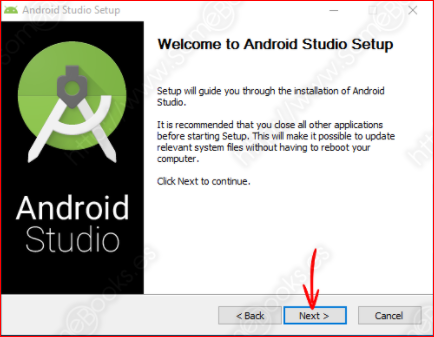 Android Studio Setup
Welcome to Android Studio Setup
Setup will guide you through the installation of Android
Studio.
It is recommended that you close all other applications
before starting Setup. This will make it possible to update
relevant system files without having to reboot your
computer.
Click Next to continue.
Android
Studio
< Back
Next >
Cancel